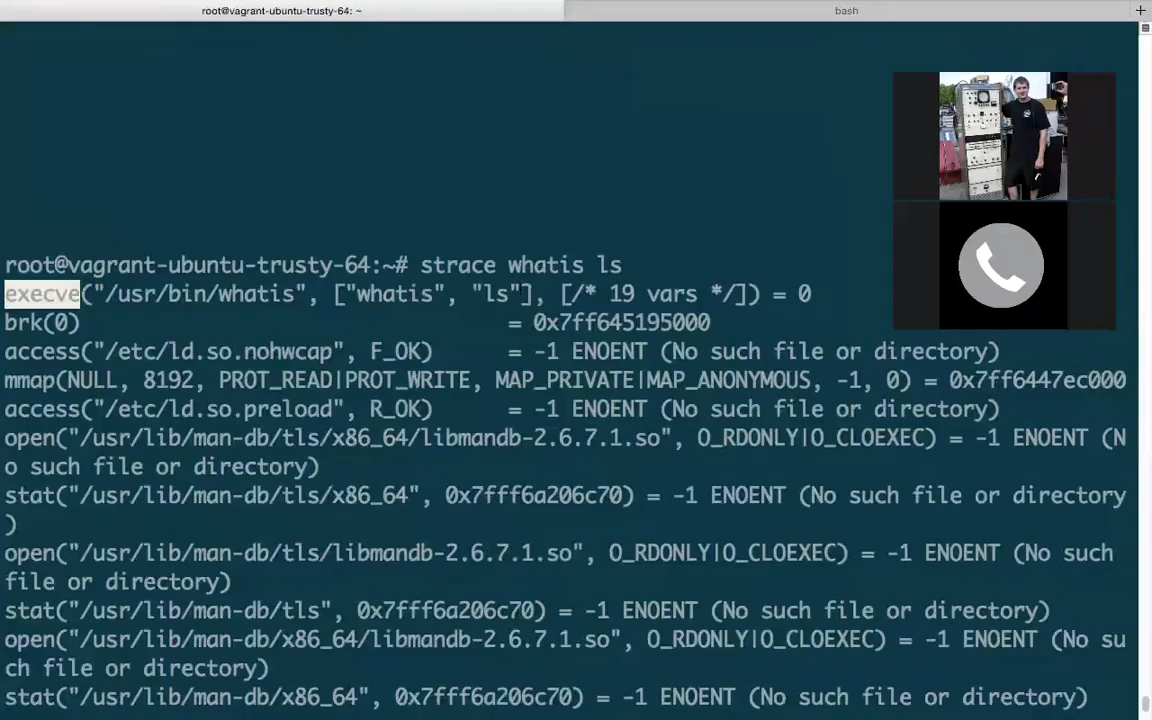 root@vagrant-ubuntu-trusty-64: ~
bash
root@vagrant-ubuntu-trusty-64:~# strace whatis ls
execve("/usr/bin/whatis", ["whatis", "ls"], [/* 19 vars */]) = 0
brk(0) = 0x7ff645195000
access("/etc/ld.so.nohwcap", F_OK) = -1 ENOENT (No such file or directory)
mmap(NULL, 8192, PROT_READ|PROT_WRITE, MAP_PRIVATE|MAP_ANONYMOUS, -1, 0) = 0x7ff6447ec000
access("/etc/ld.so.preload", R_OK) = -1 ENOENT (No such file or directory)
open("/usr/lib/man-db/tls/x86_64/libmandb-2.6.7.1.so", O_RDONLY|O_CLOEXEC) = -1 ENOENT (N
o such file or directory)
stat("/usr/lib/man-db/tls/x86_64", 0x7fff6a206c70) = -1 ENOENT (No such file or directory
)
open("/usr/lib/man-db/tls/libmandb-2.6.7.1.so", O_RDONLY|O_CLOEXEC) = -1 ENOENT (No such
file or directory)
stat("/usr/lib/man-db/tls", 0x7fff6a206c70) = -1 ENOENT (No such file or directory)
open("/usr/lib/man-db/x86_64/libmandb-2.6.7.1.so", O_RDONLY|O_CLOEXEC) = -1 ENOENT (No su
ch file or directory)
stat("/usr/lib/man-db/x86_64", 0x7fff6a206c70) = -1 ENOENT (No such file or directory)